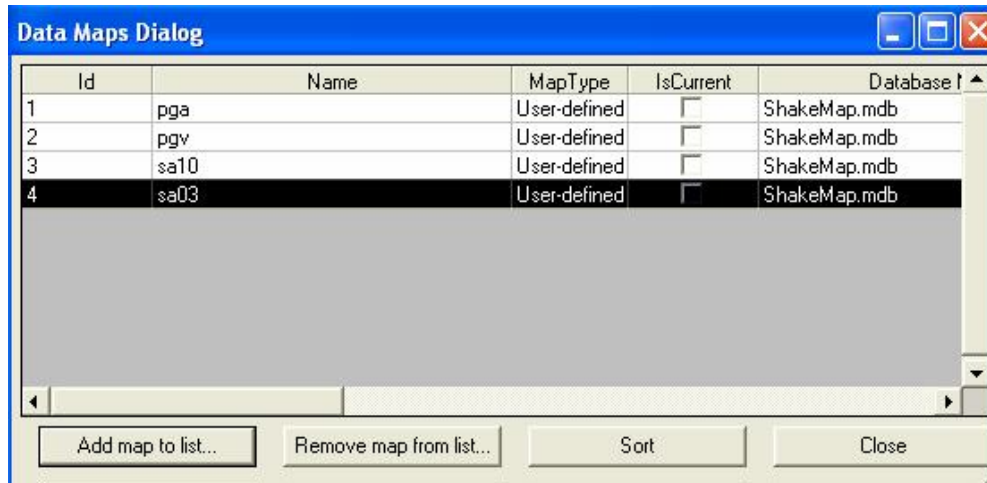 Data Maps Dialog
Id Name MapType IsCurrent Database
1 pga User-defined ShakeMap.mdb
2 pgv User-defined ShakeMap.mdb
3 sa10 User-defined ShakeMap.mdb
4 sa03 User-defined ShakeMap.mdb
Add map to list... Remove map from list... Sort Close